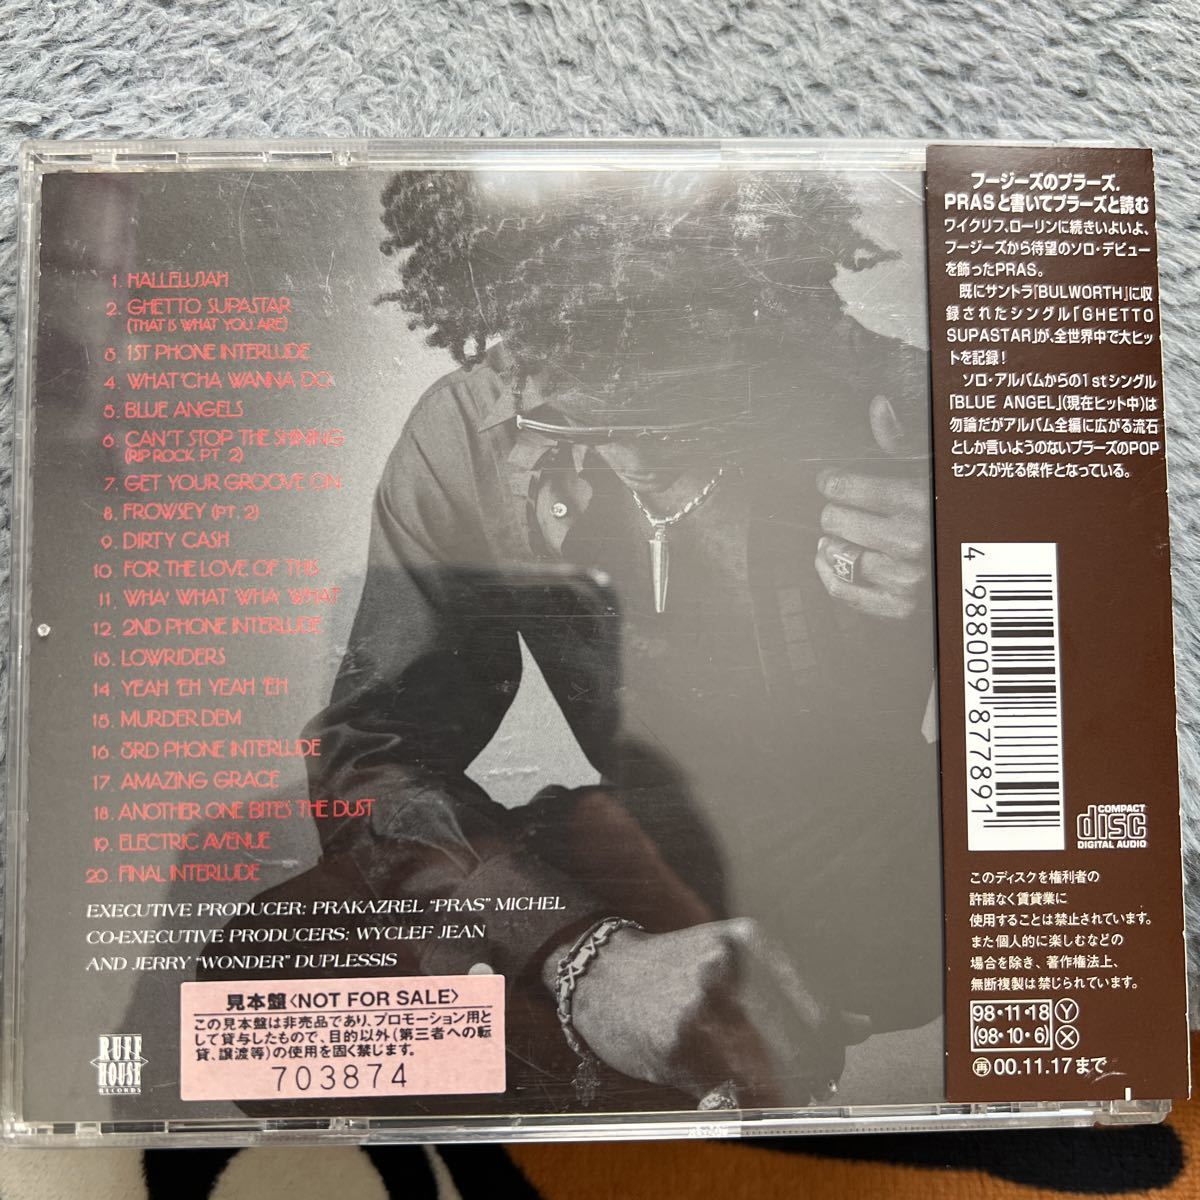 1. HALLELUJAH
2. GHETTO SUPASTAR
(THAT IS WHAT YOU ARE)
3. 1ST PHONE INTERLUDE
4. WHAT'CHA WANNA DO
5. BLUE ANGELS
6. CAN'T STOP THE SHINING
(RIP ROCK PT. 2)
7. GET YOUR GROOVE ON
8. FROWSEY (PT. 2)
9. DIRTY CASH
10. FOR THE LOVE OF THIS
11. WHA' WHAT WHA' WHAT
12. 2ND PHONE INTERLUDE
13. LOWRIDERS
14. YEAH 'EH YEAH 'EH
15. MURDER DEM
16. 3RD PHONE INTERLUDE
17. AMAZING GRACE
18. ANOTHER ONE BITES THE DUST
19. ELECTRIC AVENUE
20. FINAL INTERLUDE
EXECUTIVE PRODUCER: PRAKAZREL "PRAS" MICHEL
CO-EXECUTIVE PRODUCERS: WYCLEF JEAN
AND JERRY "WONDER" DUPLESSIS
RUFF
HOUSE
RECORDS
見本盤〈NOT FOR SALE〉
この見本盤は非売品であり、プロモーション用と
して貸与したもので、目的以外(第三者への転
貸、譲渡等)の使用を固く禁じます。
703874
フージーズのプラーズ。
PRASと書いてプラーズと読む
ワイクリフ、ローリンに続きいよいよ、
フージーズから待望のソロ・デビュー
を飾ったPRAS。
既にサントラ「BULWORTH」に収
録されたシングル「GHETTO
SUPASTAR」が、全世界中で大ヒッ
トを記録!
ソロ・アルバムからの1stシングル
「BLUE ANGEL」(現在ヒット中)は
勿論だがアルバム全編に広がる流石
としか言いようのないプラーズのPOP
センスが光る傑作となっている。
4 988009 877891
COMPACT
disc
DIGITAL AUDIO
このディスクを権利者の
許諾なく賃貸業に
使用することは禁止されています。
また個人的に楽しむなどの
場合を除き、著作権法上、
無断複製は禁じられています。
98・11・18 Ⓨ
(98・10・6) Ⓧ
㊢00.11.17まで